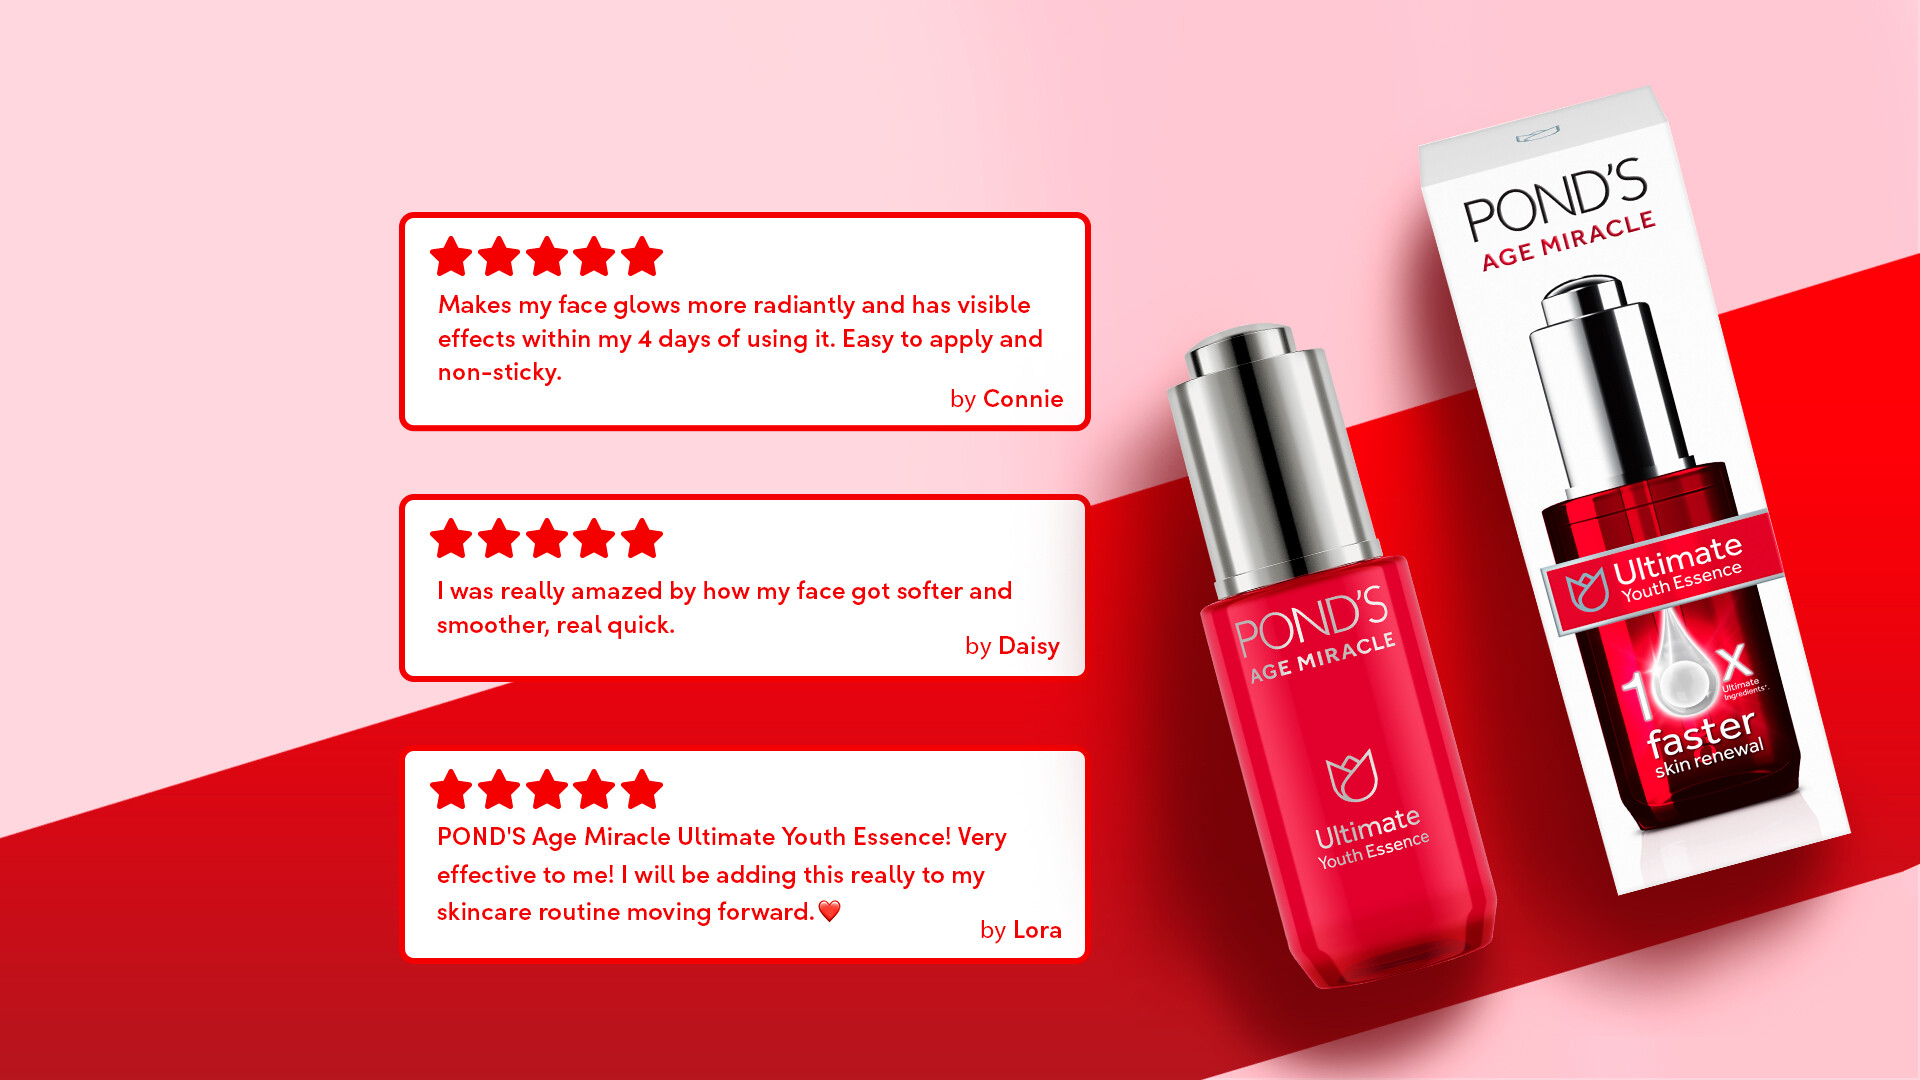 Makes my face glows more radiantly and has visible
effects within my 4 days of using it. Easy to apply and
non-sticky.
by Connie
I was really amazed by how my face got softer and
smoother, real quick.
by Daisy
POND'S Age Miracle Ultimate Youth Essence! Very
effective to me! I will be adding this really to my
skincare routine moving forward.❤️
by Lora
POND'S
AGE MIRACLE
Ultimate
Youth Essence
POND'S
AGE MIRACLE
Ultimate
Youth Essence
10x
Ultimate
Ingredients*.
faster
skin renewal